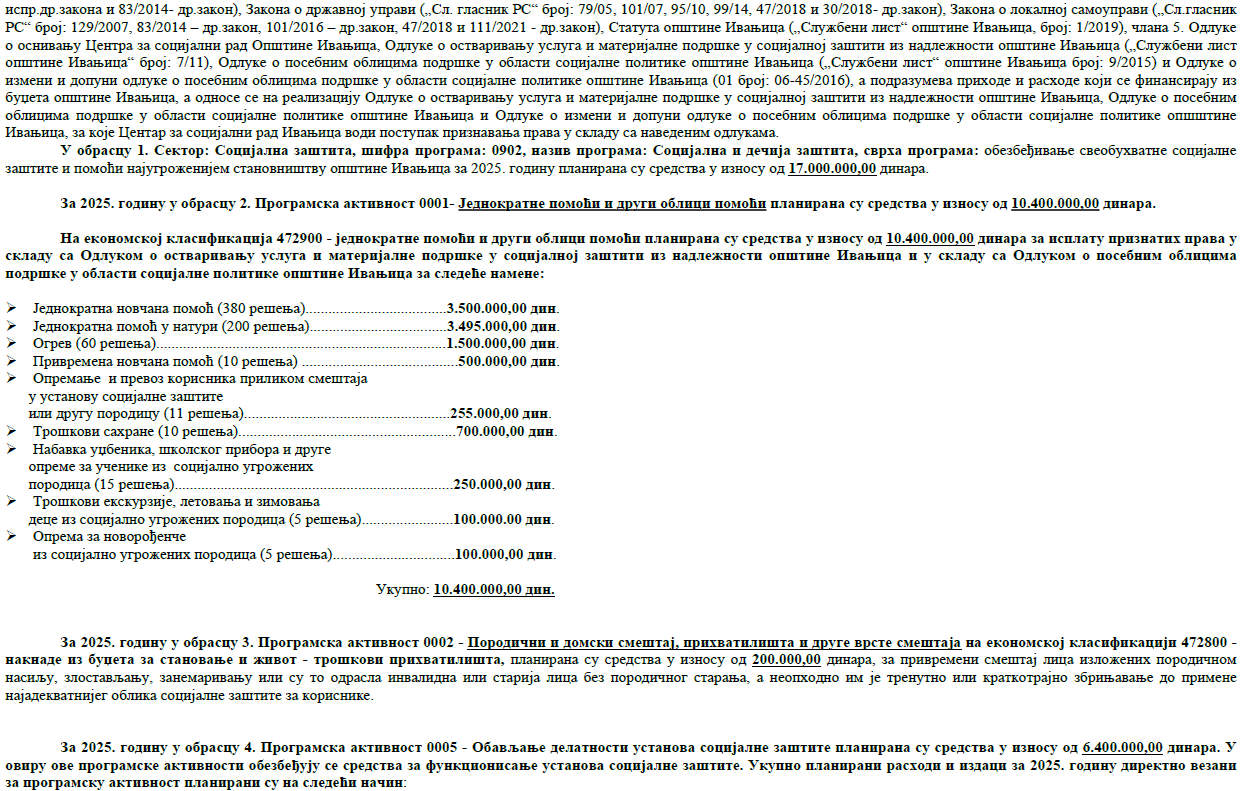 испр.др.закона и 83/2014- др.закон), Закона о државној управи („Сл. гласник РС“ број: 79/05, 101/07, 95/10, 99/14, 47/2018 и 30/2018- др.закон), Закона о локалној самоуправи („Сл.гласник
РС“ број: 129/2007, 83/2014 – др.закон, 101/2016 – др.закон, 47/2018 и 111/2021 - др.закон), Статута општине Ивањица („Службени лист“ општине Ивањица, број: 1/2019), члана 5. Одлуке
о оснивању Центра за социјални рад Општине Ивањица, Одлуке о остваривању услуга и материјалне подршке у социјалној заштити из надлежности општине Ивањица („Службени лист
општине Ивањица“ број: 7/11), Одлуке о посебним облицима подршке у области социјалне политике општине Ивањица („Службени лист“ општине Ивањица број: 9/2015) и Одлуке о
измени и допуни одлуке о посебним облицима подршке у области социјалне политике општине Ивањица (01 број: 06-45/2016), а подразумева приходе и расходе који се финансирају из
буџета општине Ивањица, а односе се на реализацију Одлуке о остваривању услуга и материјалне подршке у социјалној заштити из надлежности општине Ивањица, Одлуке о посебним
облицима подршке у области социјалне политике општине Ивањица и Одлуке о измени и допуни одлуке о посебним облицима подршке у области социјалне политике општине
Ивањица, за које Центар за социјални рад Ивањица води поступак признавања права у складу са наведеним одлукама.
У обрасцу 1. Сектор: Социјална заштита, шифра програма: 0902, назив програма: Социјална и дечија заштита, сврха програма: обезбеђивање свеобухватне социјалне
заштите и помоћи најугроженијем становништву општине Ивањица за 2025. годину планирана су средства у износу од 17.000.000,00 динара.
За 2025. годину у обрасцу 2. Програмска активност 0001- Једнократне помоћи и други облици помоћи планирана су средства у износу од 10.400.000,00 динара.
На економској класификација 472900 - једнократне помоћи и други облици помоћи планирана су средства у износу од 10.400.000,00 динара за исплату признатих права у
складу са Одлуком о остваривању услуга и материјалне подршке у социјалној заштити из надлежности општине Ивањица и у складу са Одлуком о посебним облицима
подршке у области социјалне политике општине Ивањица за следеће намене:
➢ Једнократна новчана помоћ (380 решења).....................................3.500.000,00 дин.
➢ Једнократна помоћ у натури (200 решења)....................................3.495.000,00 дин.
➢ Огрев (60 решења)............................................................................1.500.000,00 дин.
➢ Привремена новчана помоћ (10 решења) .........................................500.000,00 дин.
➢ Опремање и превоз корисника приликом смештаја
у установу социјалне заштите
или другу породицу (11 решења)......................................................255.000,00 дин.
➢ Трошкови сахране (10 решења).........................................................700.000,00 дин.
➢ Набавка уџбеника, школског прибора и друге
опреме за ученике из социјално угрожених
породица (15 решења).........................................................................250.000,00 дин.
➢ Трошкови екскурзије, летовања и зимовања
деце из социјално угрожених породица (5 решења)........................100.000.00 дин.
➢ Опрема за новорођенче
из социјално угрожених породица (5 решења)................................100.000,00 дин.
Укупно: 10.400.000,00 дин.
За 2025. годину у обрасцу 3. Програмска активност 0002 - Породични и домски смештај, прихватилишта и друге врсте смештаја на економској класификацији 472800 -
накнаде из буџета за становање и живот - трошкови прихватилишта, планирана су средства у износу од 200.000,00 динара, за привремени смештај лица изложених породичном
насиљу, злостављању, занемаривању или су то одрасла инвалидна или старија лица без породичног старања, а неопходно им је тренутно или краткотрајно збрињавање до примене
најадекватнијег облика социјалне заштите за кориснике.
За 2025. годину у обрасцу 4. Програмска активност 0005 - Обављање делатности установа социјалне заштите планирана су средства у износу од 6.400.000,00 динара. У
овиру ове програмске активности обезбеђују се средства за функционисање установа социјалне заштите. Укупно планирани расходи и издаци за 2025. годину директно везани
за програмску активност планирани су на следећи начин: